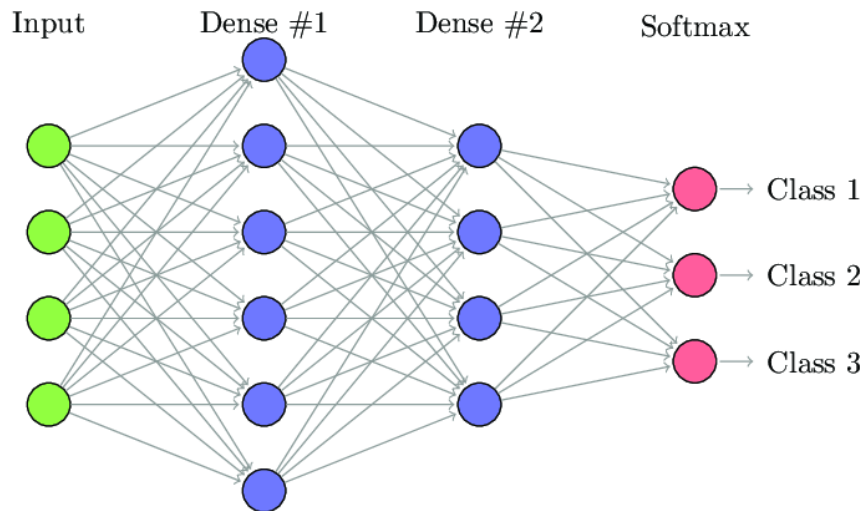 Input
Dense #1
Dense #2
Softmax
Class 1
Class 2
Class 3